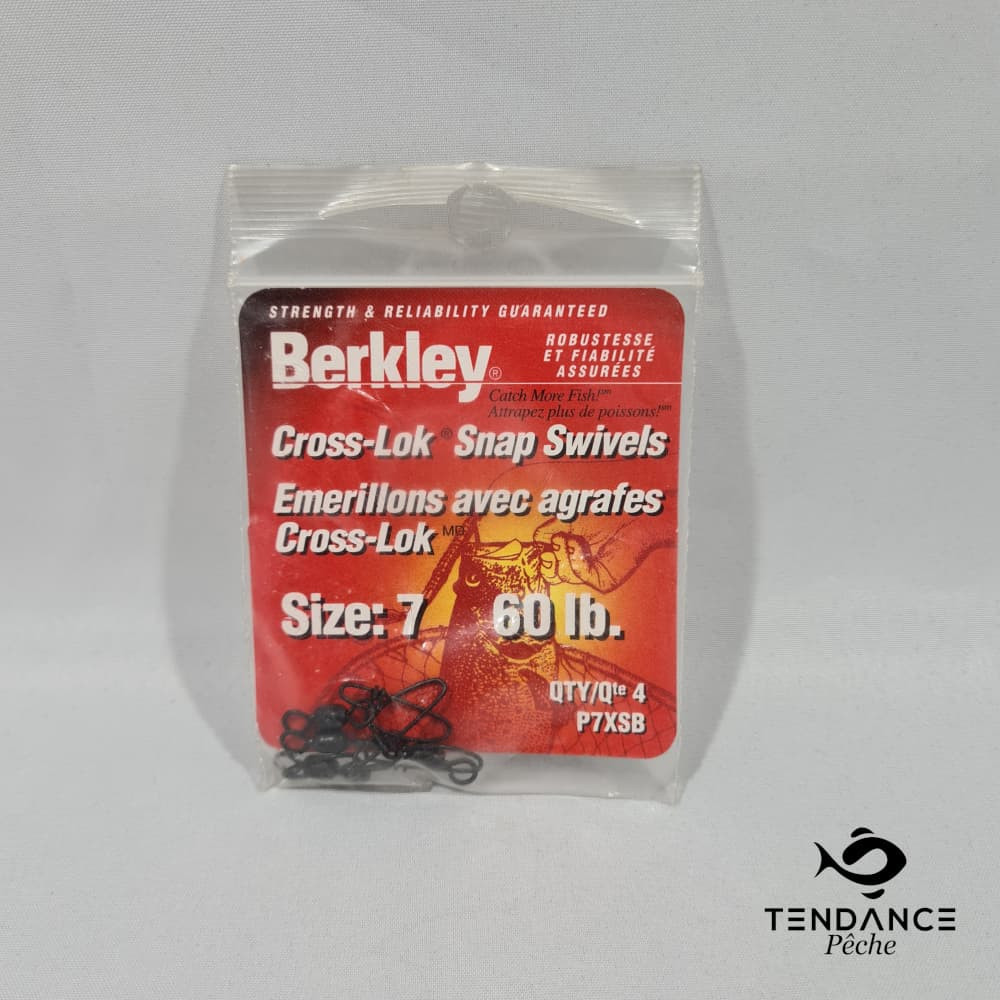 STRENGTH & RELIABILITY GUARANTEED
Berkley®
ROBUSTESSE
ET FIABILITÉ
ASSURÉES
Catch More Fish!℠
Attrapez plus de poissons!℠
Cross-Lok® Snap Swivels
Emerillons avec agrafes
Cross-Lok MD
Size: 7 60 lb.
QTY/Qte 4
P7XSB
TENDANCE
Pêche